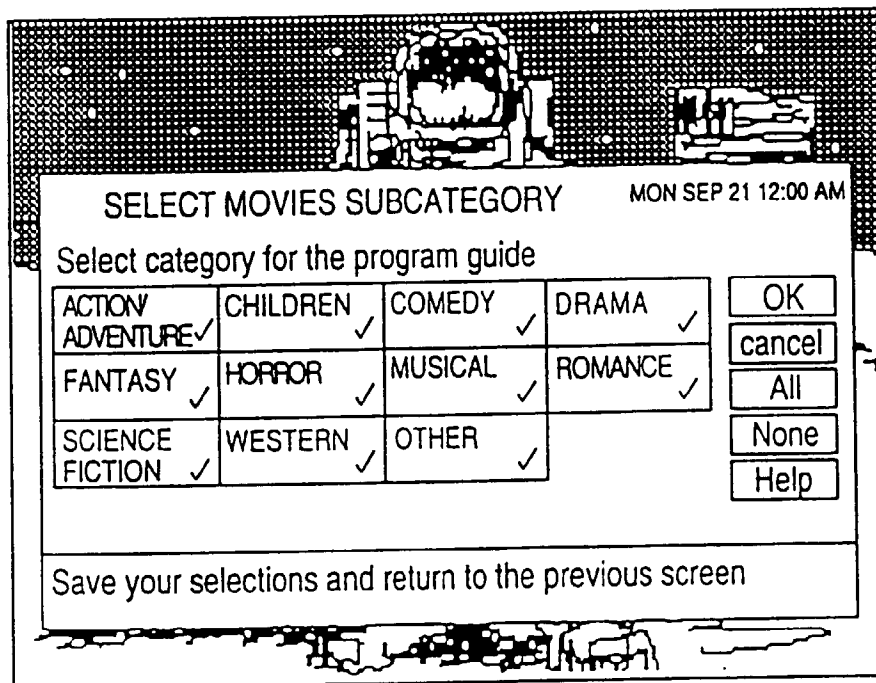 SELECT MOVIES SUBCATEGORY MON SEP 21 12:00 AM
Select category for the program guide
ACTION/ CHILDREN COMEDY DRAMA OK
ADVENTURE
cancel
FANTASY HORROR MUSICAL ROMANCE All
SCIENCE WESTERN OTHER None
FICTION
Help
Save your selections and return to the previous screen